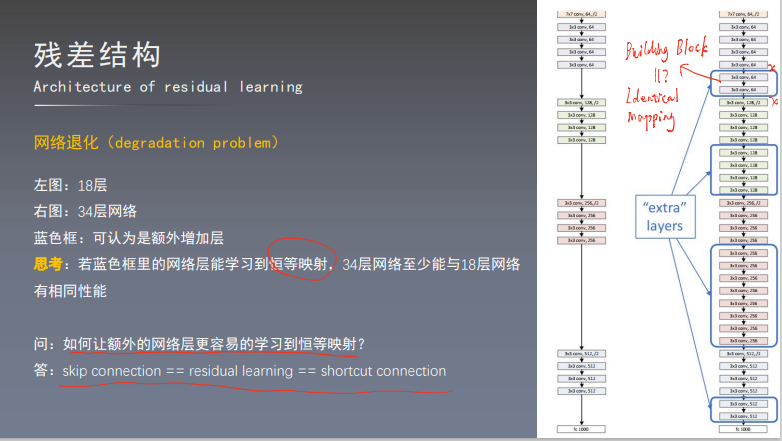 残差结构
Architecture of residual learning
网络退化（degradation problem）
左图：18层
右图：34层网络
蓝色框：可认为是额外增加层
思考：若蓝色框里的网络层能学习到恒等映射，34层网络至少能与18层网络
有相同性能
问：如何让额外的网络层更容易的学习到恒等映射？
答：skip connection == residual learning == shortcut connection
7x7 conv, 64, /2
3x3 conv, 64
3x3 conv, 64
3x3 conv, 64
3x3 conv, 64
3x3 conv, 128, /2
3x3 conv, 128
3x3 conv, 128
3x3 conv, 128
3x3 conv, 256, /2
3x3 conv, 256
3x3 conv, 256
3x3 conv, 256
3x3 conv, 512, /2
3x3 conv, 512
3x3 conv, 512
3x3 conv, 512
fc 1000
Building Block
||?
Identical
mapping
"extra"
layers
7x7 conv, 64, /2
3x3 conv, 64
3x3 conv, 64
3x3 conv, 64
3x3 conv, 64
x
3x3 conv, 64
3x3 conv, 64
x
3x3 conv, 128, /2
3x3 conv, 128
3x3 conv, 128
3x3 conv, 128
3x3 conv, 128
3x3 conv, 128
3x3 conv, 128
3x3 conv, 128
3x3 conv, 256, /2
3x3 conv, 256
3x3 conv, 256
3x3 conv, 256
3x3 conv, 256
3x3 conv, 256
3x3 conv, 256
3x3 conv, 256
3x3 conv, 256
3x3 conv, 256
3x3 conv, 256
3x3 conv, 256
3x3 conv, 512, /2
3x3 conv, 512
3x3 conv, 512
3x3 conv, 512
3x3 conv, 512
3x3 conv, 512
fc 1000